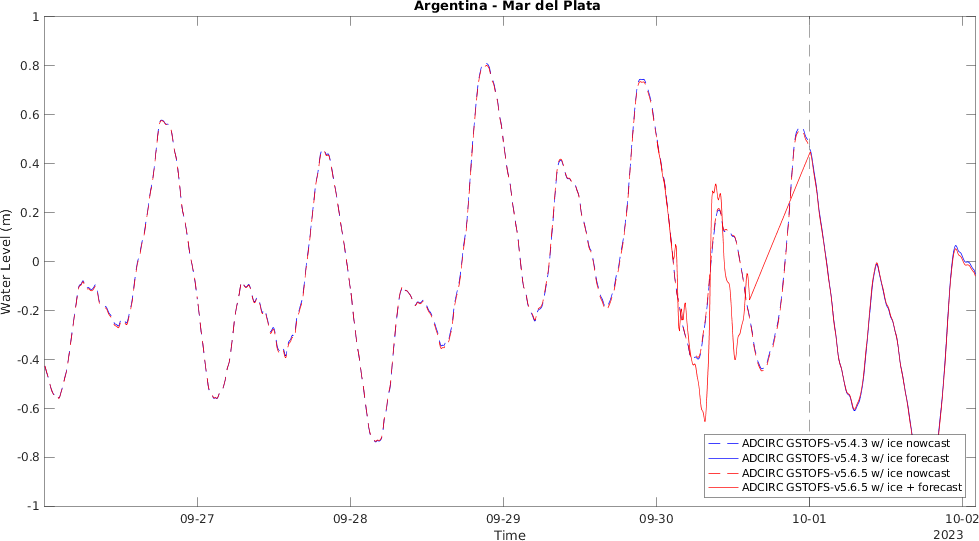 Argentina - Mar del Plata
1
0.8
0.6
0.4
0.2
0
-0.2
-0.4
-0.6
-0.8
-1
Water Level (m)
ADCIRC GSTOFS-v5.4.3 w/ ice nowcast
ADCIRC GSTOFS-v5.4.3 w/ ice forecast
ADCIRC GSTOFS-v5.6.5 w/ ice nowcast
ADCIRC GSTOFS-v5.6.5 w/ ice + forecast
09-27
09-28
09-29
09-30
10-01
10-02
Time
2023